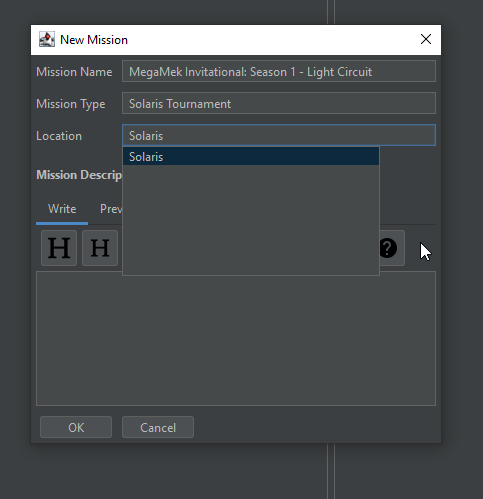 New Mission
Mission Name MegaMek Invitational: Season 1 - Light Circuit
Mission Type Solaris Tournament
Location Solaris
Solaris
Mission Descrip
Write Prev
H H ?
OK Cancel